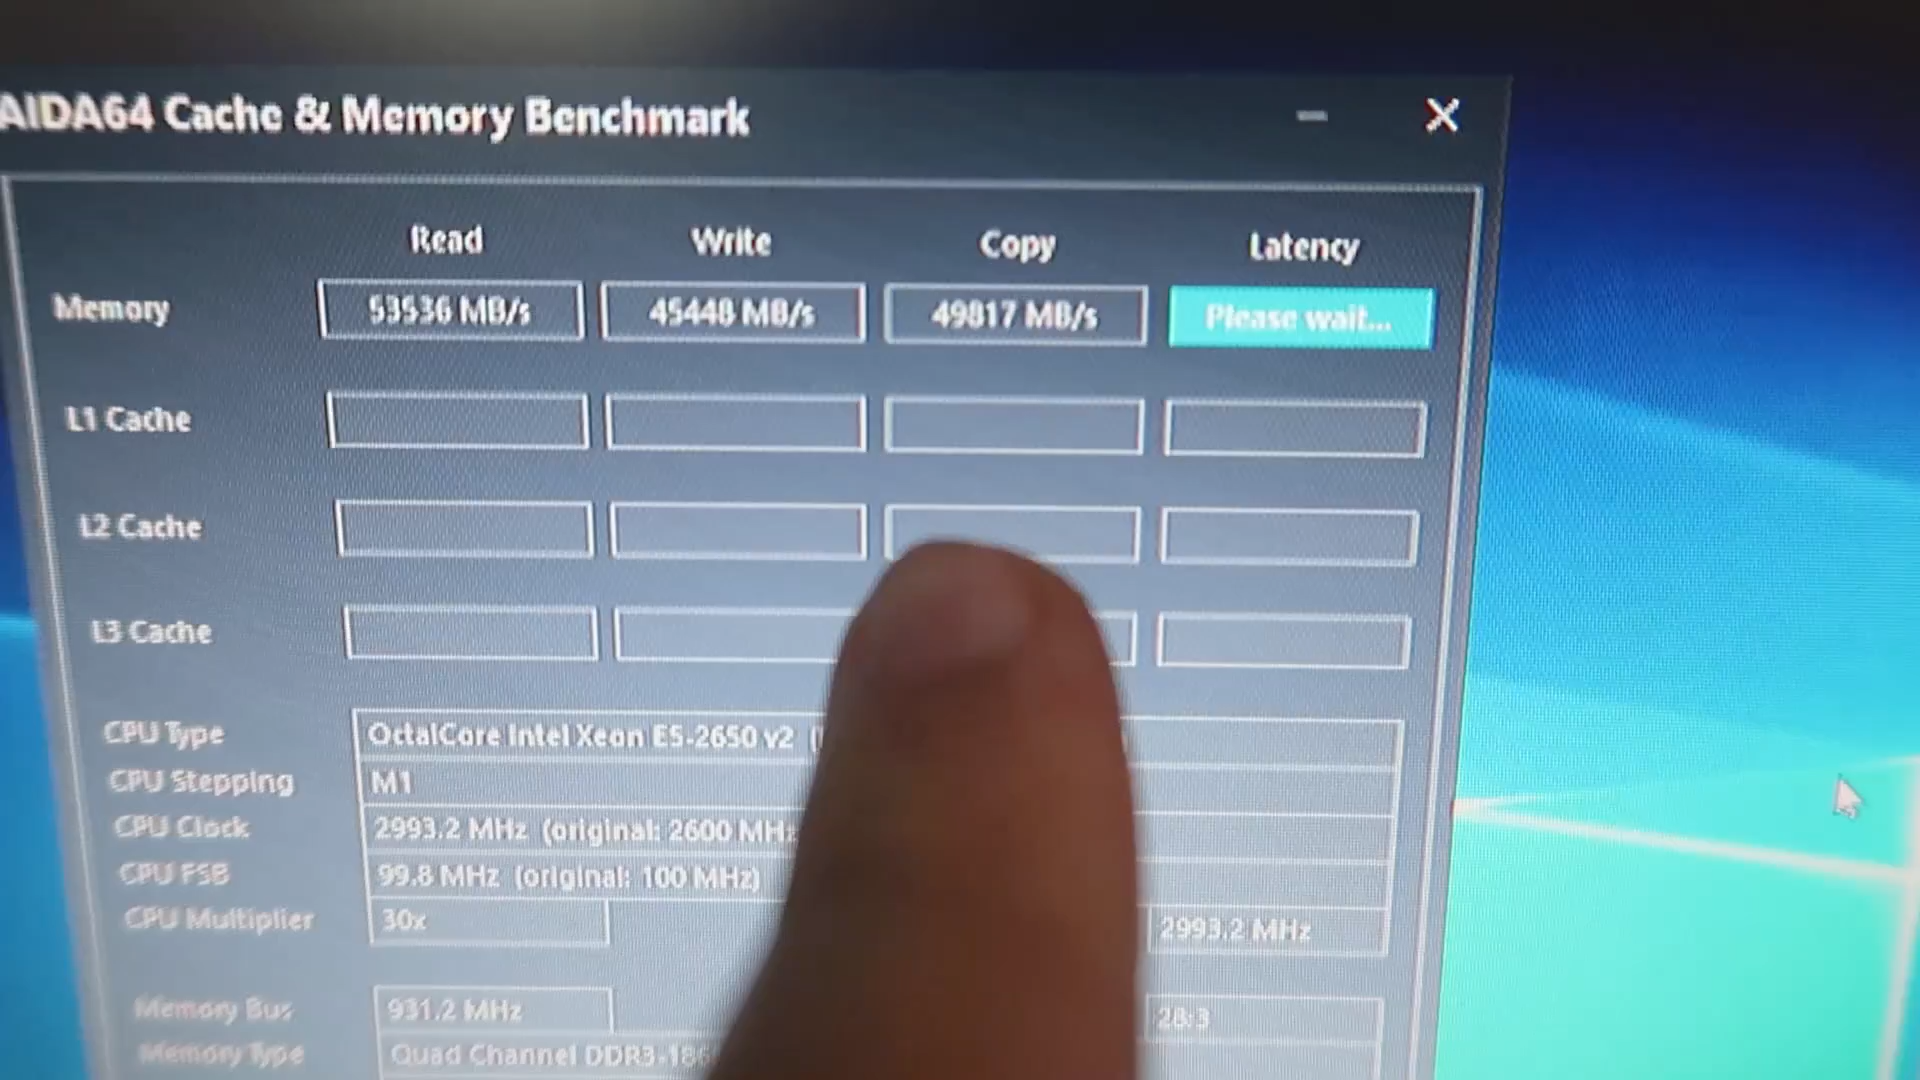 AIDA64 Cache & Memory Benchmark
Read Write Copy Latency
Memory 53536 MB/s 45448 MB/s 49817 MB/s Please wait...
L1 Cache
L2 Cache
L3 Cache
CPU Type OctalCore Intel Xeon E5-2650 v2
CPU Stepping M1
CPU Clock 2993.2 MHz (original: 2600 MHz
CPU FSB 99.8 MHz (original: 100 MHz)
CPU Multiplier 30x 2993.2 MHz
Memory Bus 931.2 MHz 28:3
Memory Type Quad Channel DDR3-186